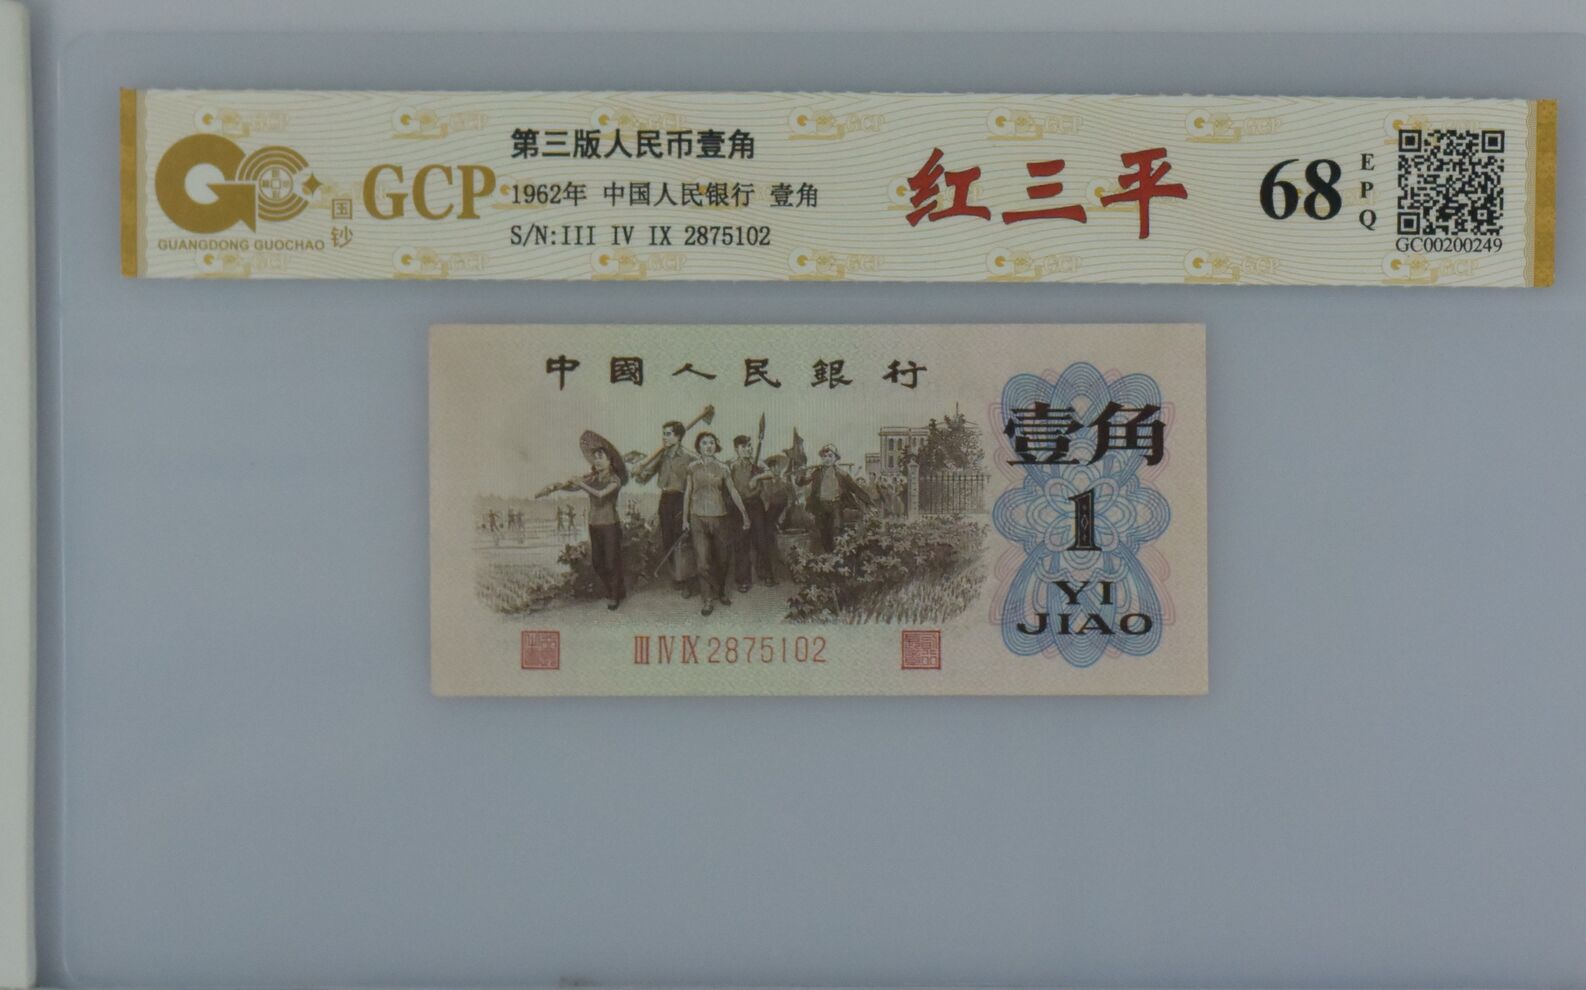 国钞
GUANGDONG GUOCHAO
GCP
第三版人民币壹角
1962年 中国人民银行 壹角
S/N:III IV IX 2875102
红三平
68
EPQ
GC00200249
中國人民銀行
壹角
1
YI
JIAO
III IV IX 2875102